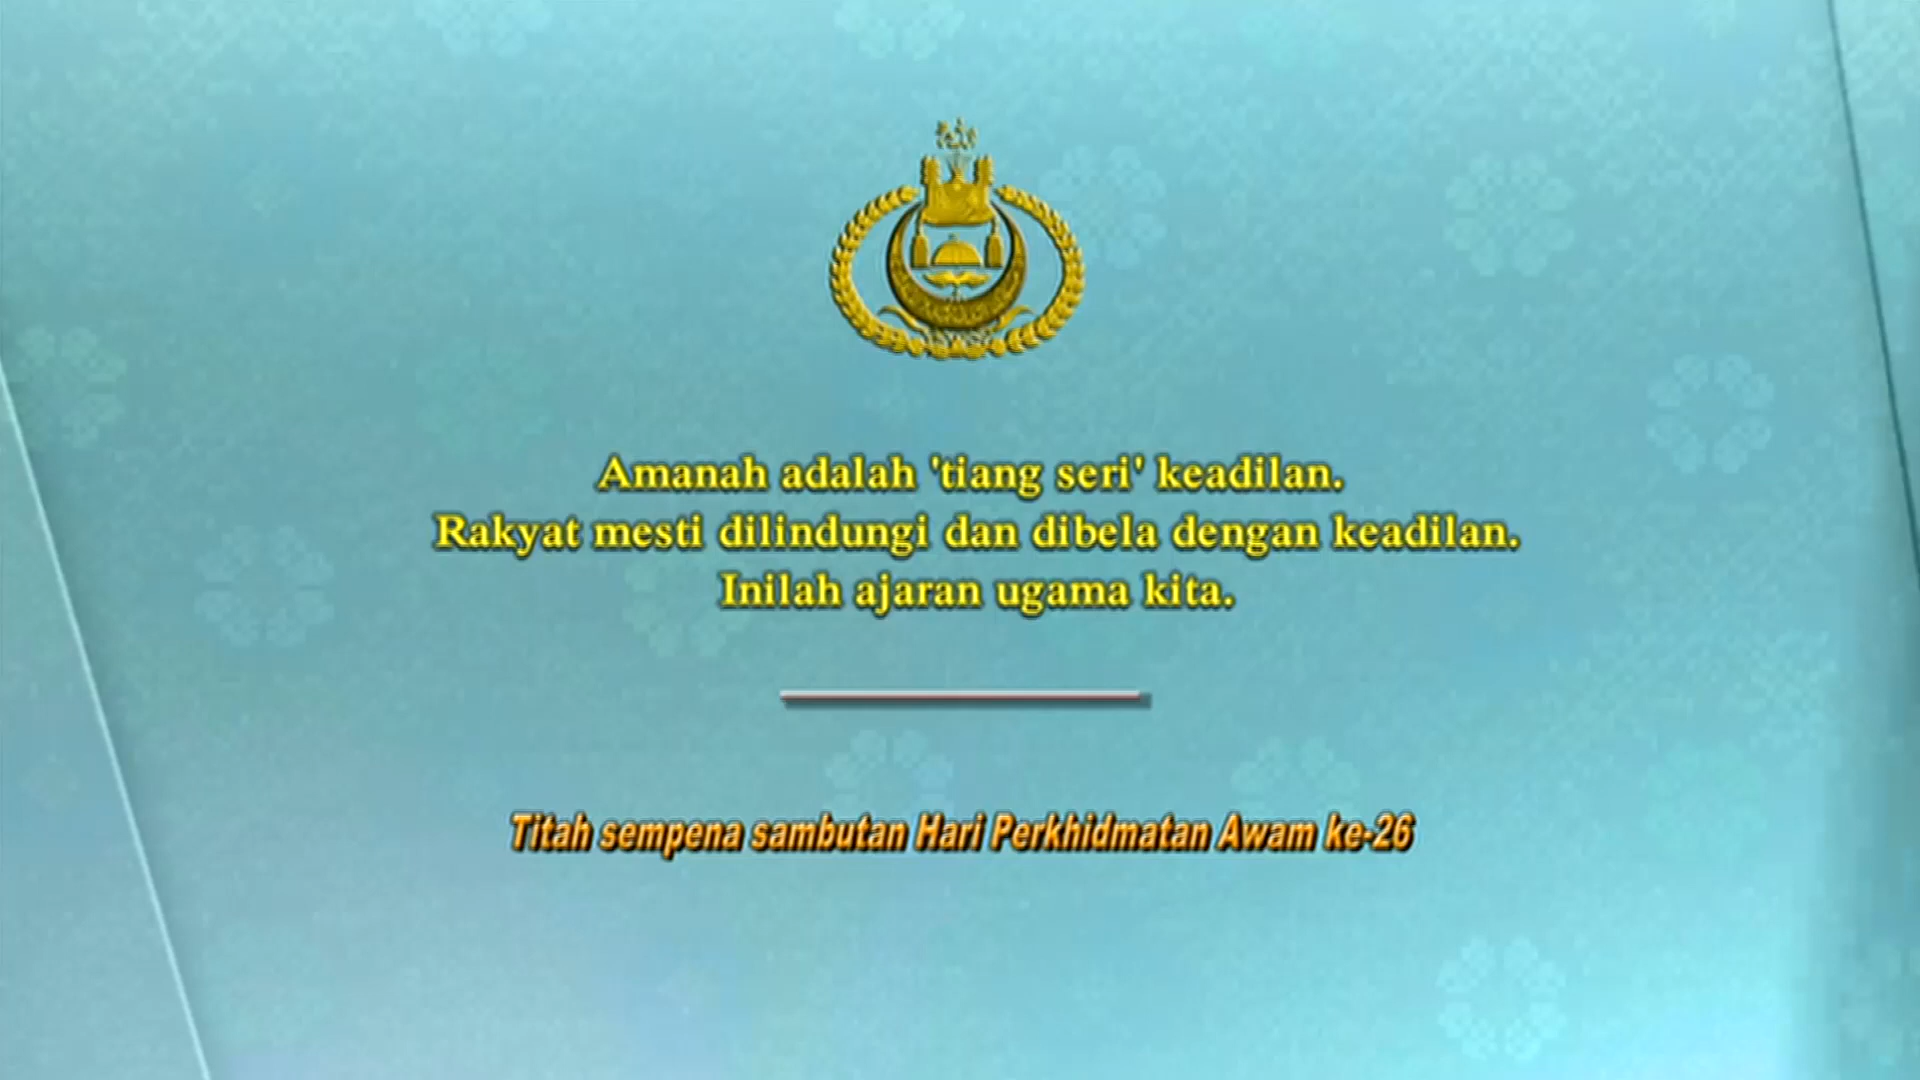 Amanah adalah 'tiang seri' keadilan.
Rakyat mesti dilindungi dan dibela dengan keadilan.
Inilah ajaran ugama kita.
Titah sempena sambutan Hari Perkhidmatan Awam ke-26